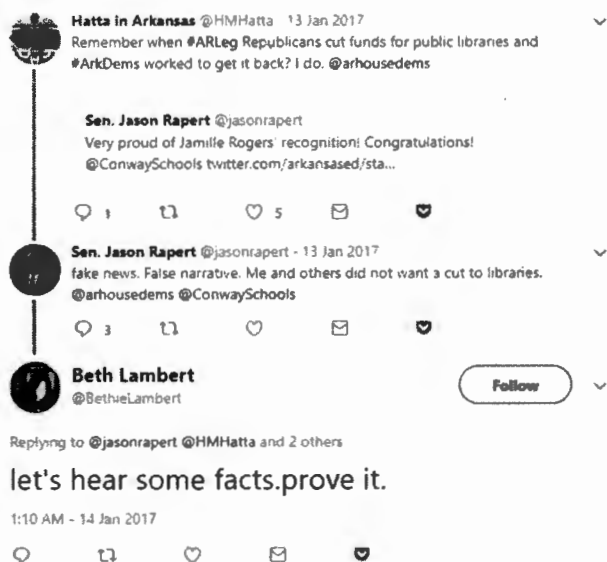 Hatta in Arkansas @HMHatta 13 Jan 2017
Remember when #ARLeg Republicans cut funds for public libraries and
#ArkDems worked to get it back? I do. @arhousedems
Sen. Jason Rapert @jasonrapert
Very proud of Jamille Rogers' recognition! Congratulations!
@ConwaySchools twitter.com/arkansased/sta...
1 5
Sen. Jason Rapert @jasonrapert - 13 Jan 2017
fake news. False narrative. Me and others did not want a cut to libraries.
@arhousedems @ConwaySchools
3
Beth Lambert
@BethieLambert
Follow
Replying to @jasonrapert @HMHatta and 2 others
let's hear some facts.prove it.
1:10 AM - 14 Jan 2017